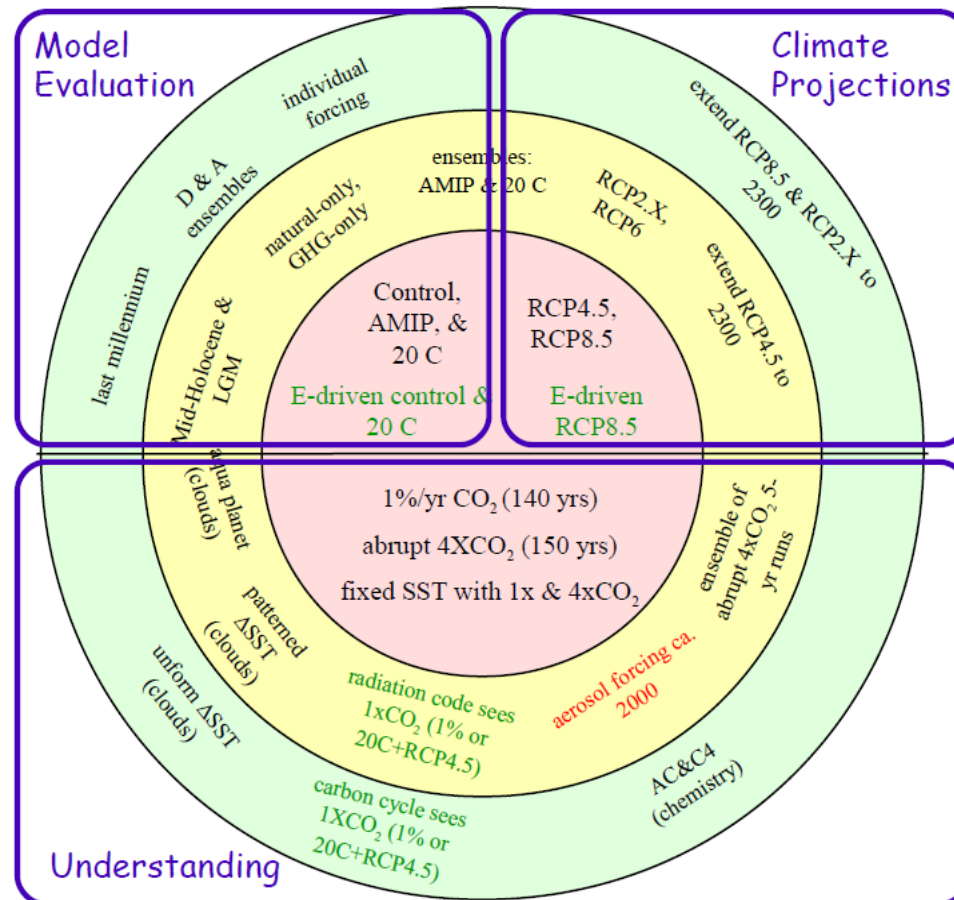 Model
Evaluation
Climate
Projections
individual
forcing
D & A
ensembles
last millennium
extend RCP8.5 & RCP2.X to
2300
ensembles:
AMIP & 20 C
natural-only,
GHG-only
Mid-Holocene &
LGM
RCP2.X,
RCP6
extend RCP4.5 to
2300
Control,
AMIP, &
20 C
E-driven control &
20 C
RCP4.5,
RCP8.5
E-driven
RCP8.5
1%/yr CO₂ (140 yrs)
abrupt 4XCO₂ (150 yrs)
fixed SST with 1x & 4xCO₂
aqua planet
(clouds)
patterned
ΔSST
(clouds)
unform ΔSST
(clouds)
radiation code sees
1xCO₂ (1% or
20C+RCP4.5)
carbon cycle sees
1XCO₂ (1% or
20C+RCP4.5)
ensemble of
abrupt 4xCO₂ 5-
yr runs
aerosol forcing ca.
2000
AC&C4
(chemistry)
Understanding